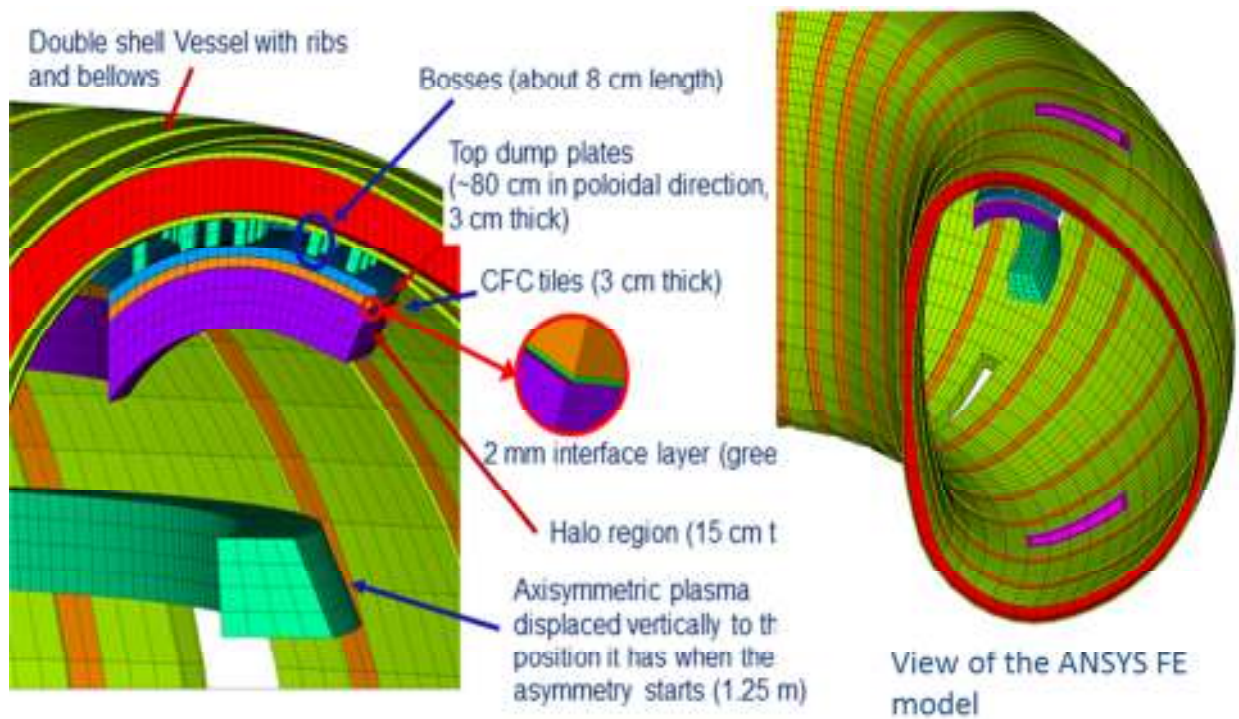 Double shell Vessel with ribs
and bellows
Bosses (about 8 cm length)
Top dump plates
(~80 cm in poloidal direction,
3 cm thick)
CFC tiles (3 cm thick)
2 mm interface layer (gree
Halo region (15 cm t
Axisymmetric plasma
displaced vertically to th
position it has when the
asymmetry starts (1.25 m)
View of the ANSYS FE
model